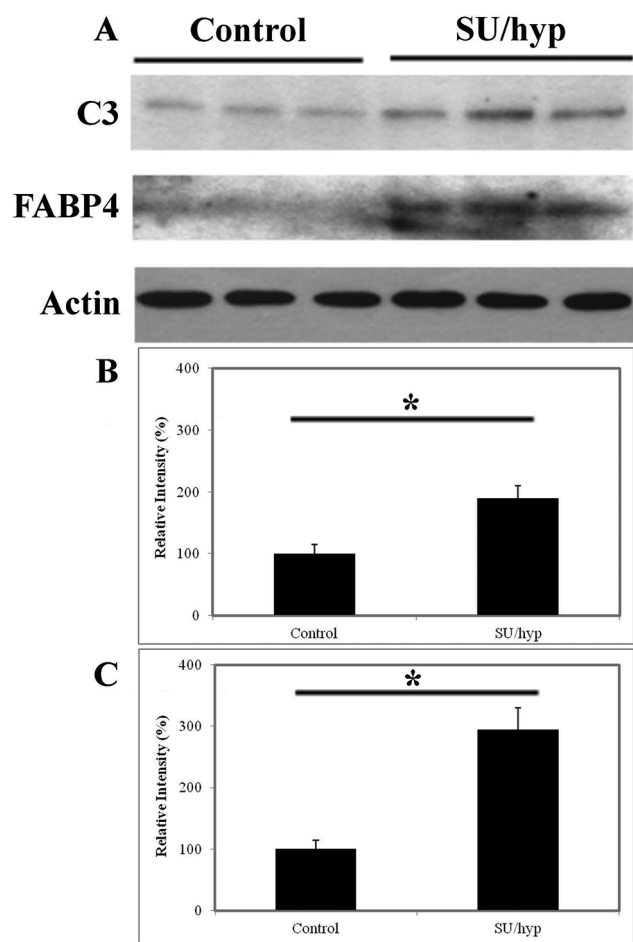 A Control SU/hyp
C3
FABP4
Actin
B
400
*
300
200
100
0
Relative Intensity (%)
Control SU/hyp
C
400
*
300
200
100
0
Relative Intensity (%)
Control SU/hyp